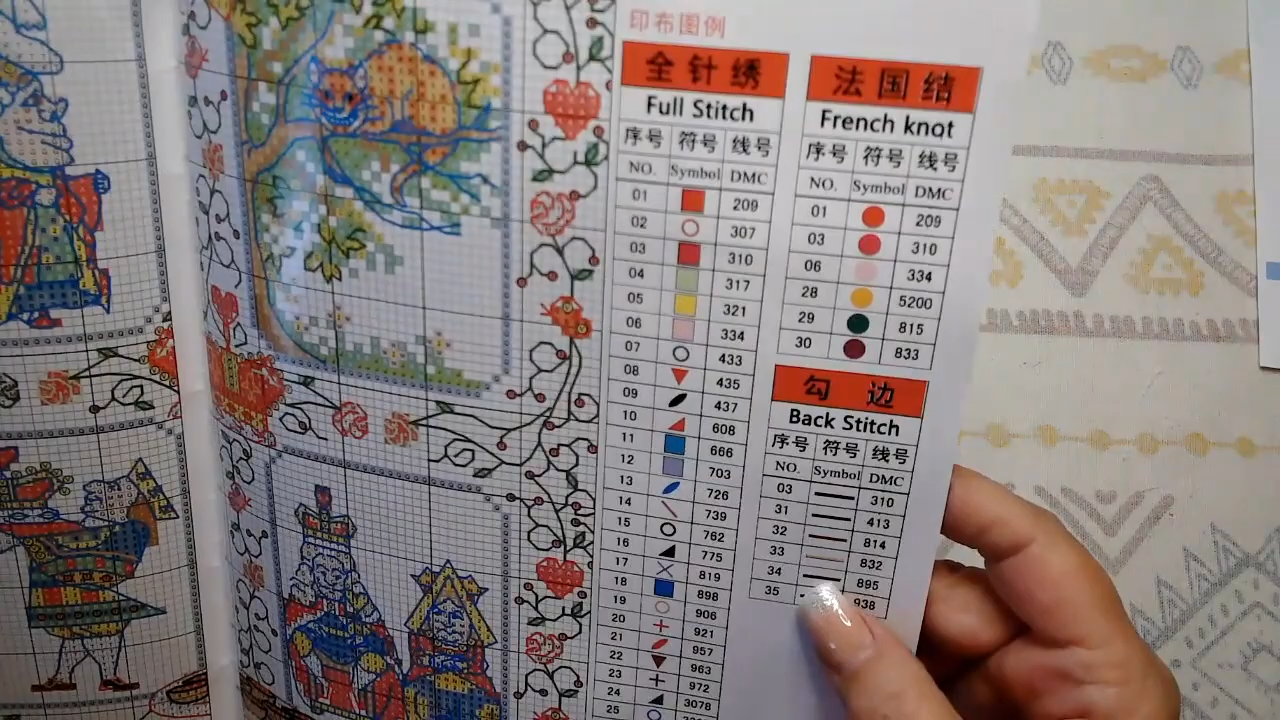 印布图例
全针绣
Full Stitch
序号 符号 线号
NO. Symbol DMC
01 209
02 307
03 310
04 317
05 321
06 334
07 433
08 435
09 437
10 608
11 666
12 703
13 726
14 739
15 762
16 775
17 819
18 898
19 906
20 921
21 957
22 963
23 972
24 3078
25
法国结
French knot
序号 符号 线号
NO. Symbol DMC
01 209
03 310
06 334
28 5200
29 815
30 833
勾边
Back Stitch
序号 符号 线号
NO. Symbol DMC
03 310
31 413
32 814
33 832
34 895
35 938